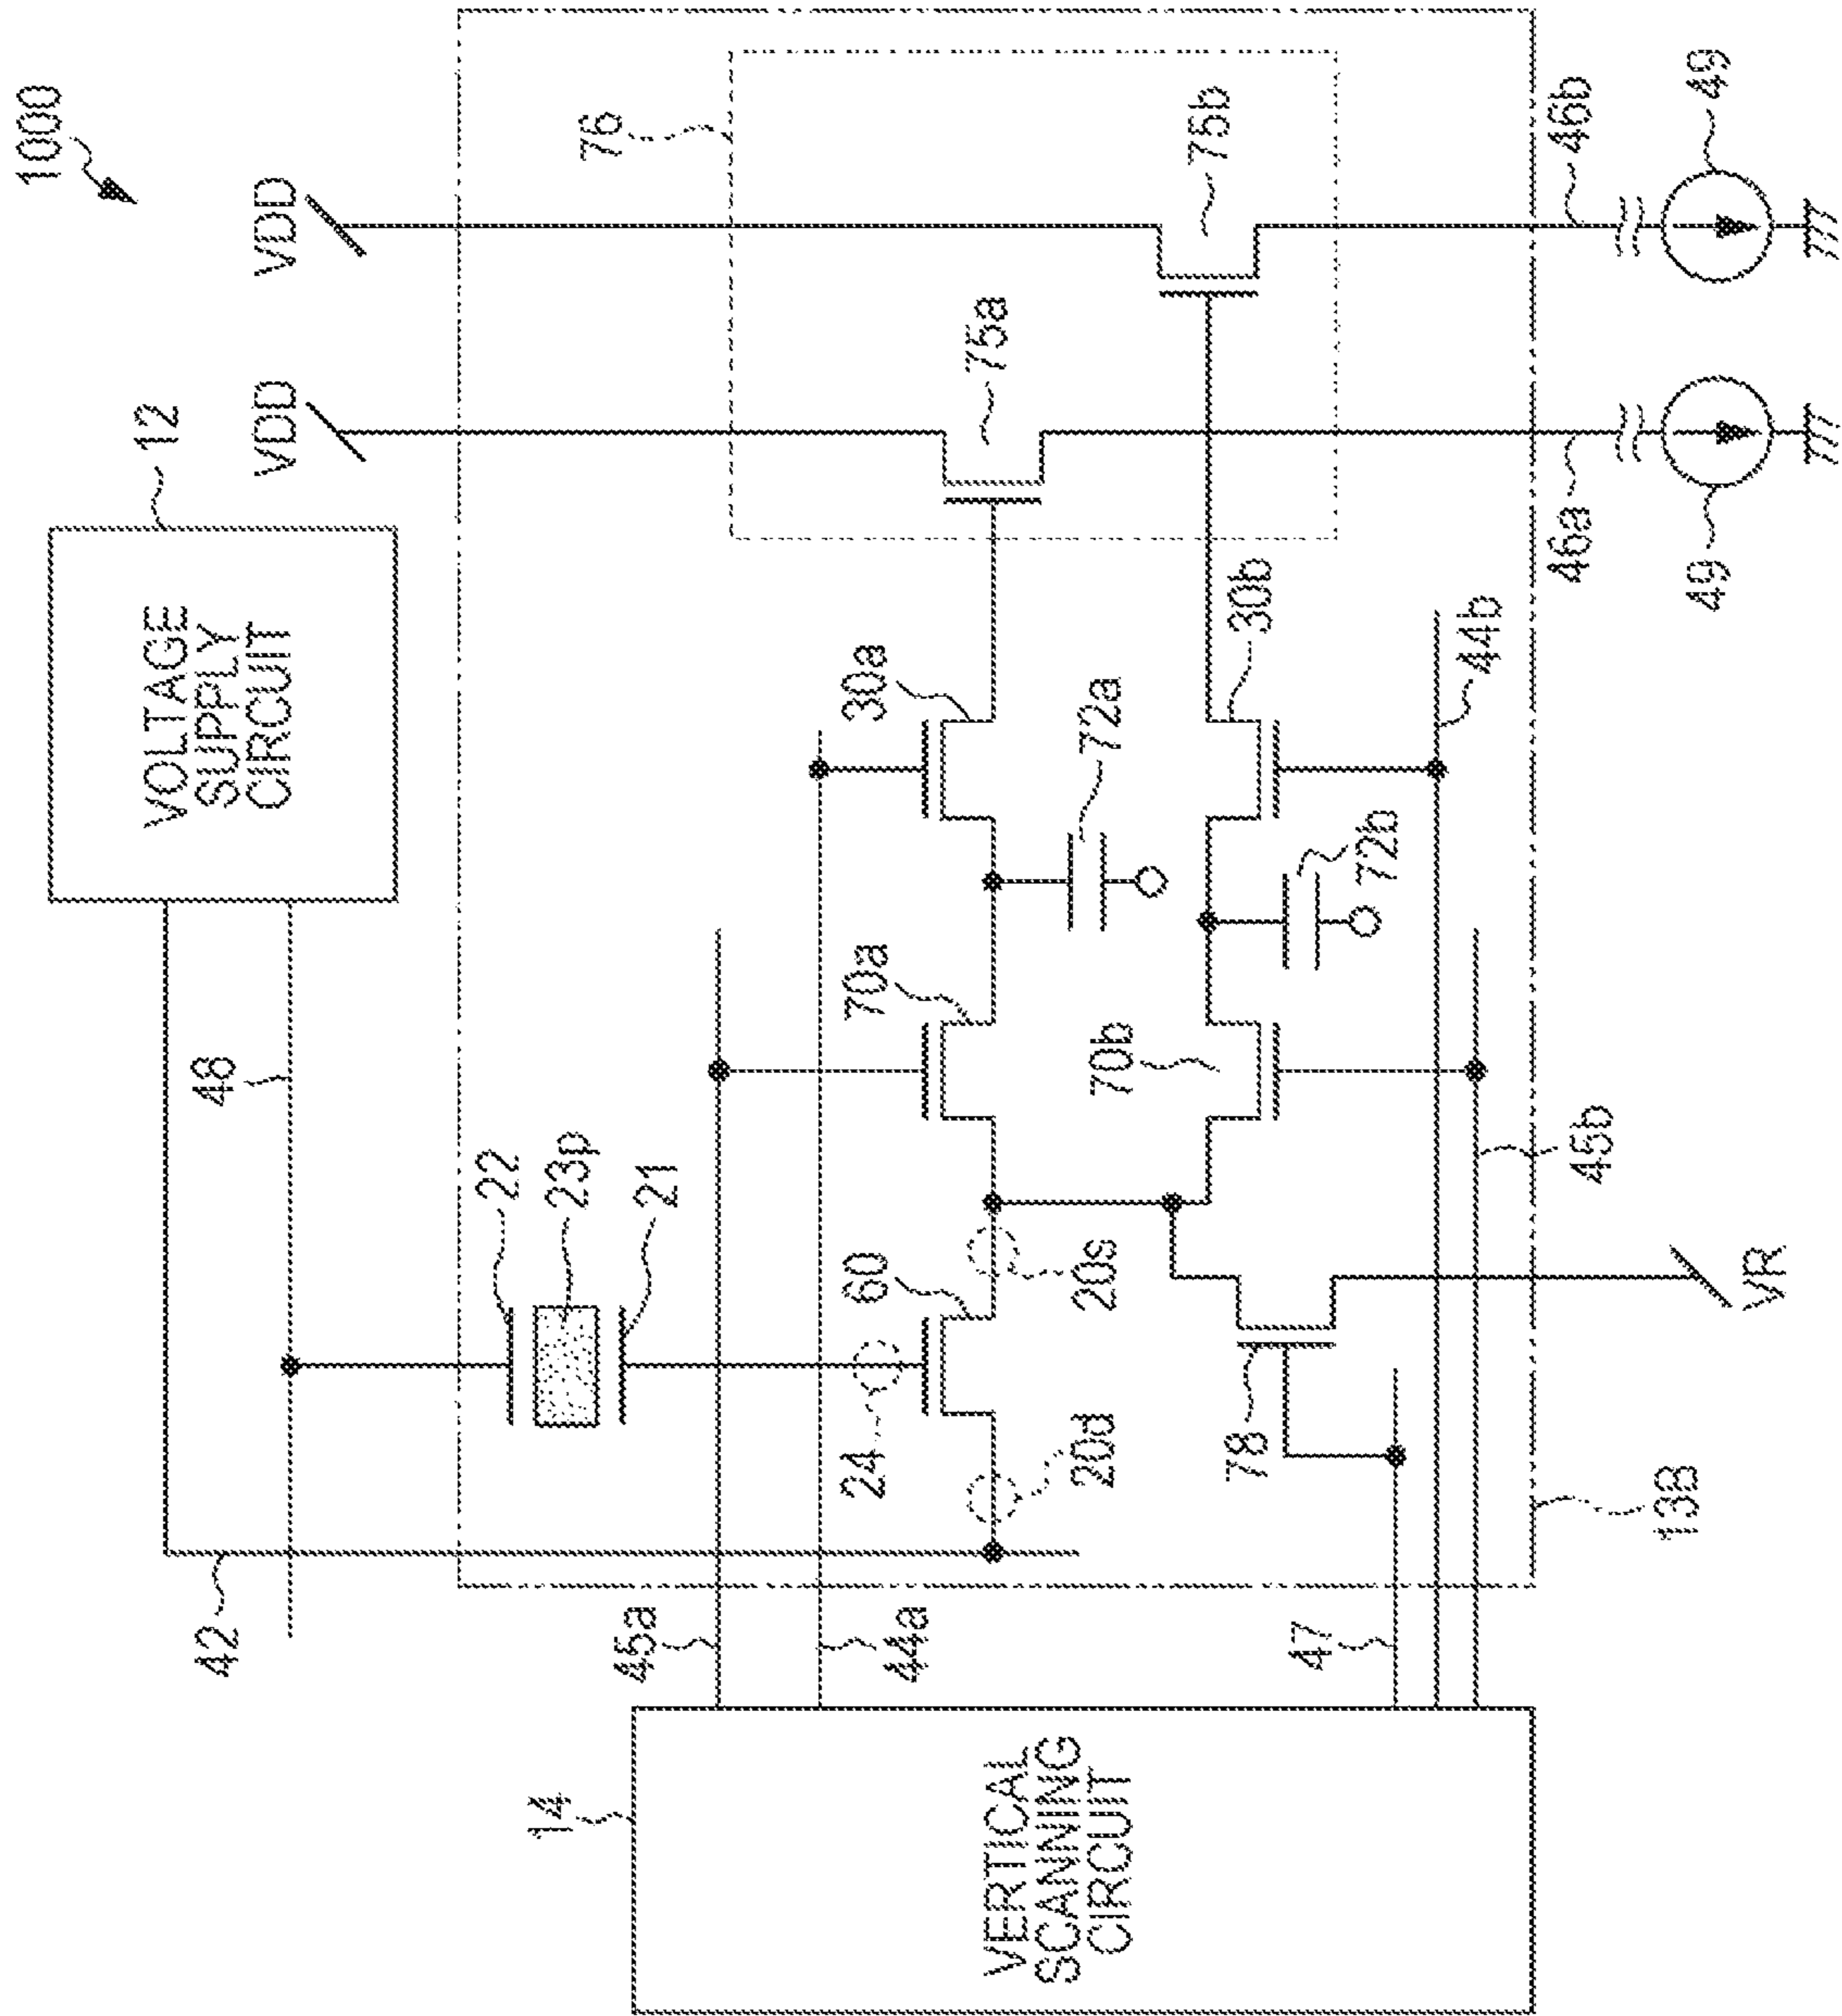 1000
VDD
VDD
12
VOLTAGE
SUPPLY
CIRCUIT
76
48
42
22
23p
21
75a
75b
30a
70a
72a
60
24
20s
20d
45a
44a
30b
70b
72b
44b
45b
78
47
VR
13B
46a
46b
49
49
14
VERTICAL
SCANNING
CIRCUIT